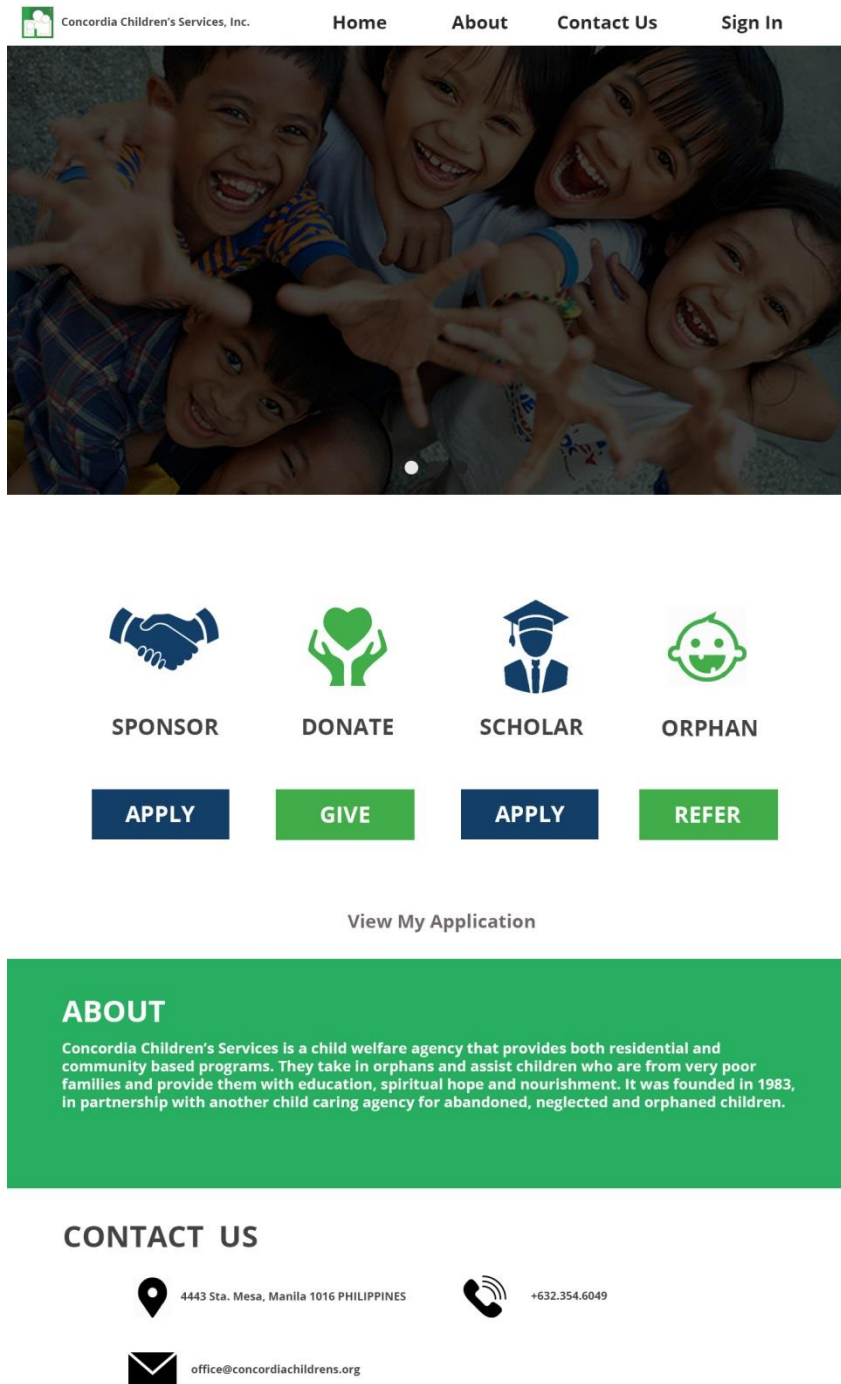 Concordia Children's Services, Inc.
Home About Contact Us Sign In
SPONSOR DONATE SCHOLAR ORPHAN
APPLY GIVE APPLY REFER
View My Application
ABOUT
Concordia Children's Services is a child welfare agency that provides both residential and
community based programs. They take in orphans and assist children who are from very poor
families and provide them with education, spiritual hope and nourishment. It was founded in 1983,
in partnership with another child caring agency for abandoned, neglected and orphaned children.
CONTACT US
4443 Sta. Mesa, Manila 1016 PHILIPPINES
+632.354.6049
office@concordiachildrens.org